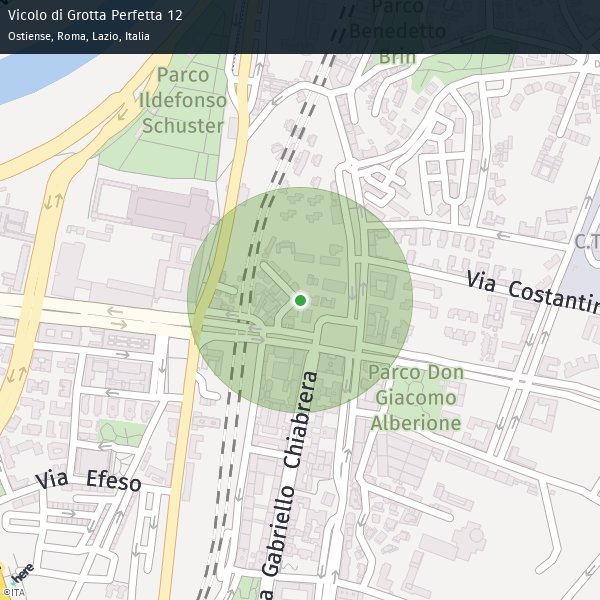 Vicolo di Grotta Perfetta 12
Ostiense, Roma, Lazio, Italia
Parco
Benedetto
Brin
Parco
Ildefonso
Schuster
C.T
Via Costantin
Parco Don
Giacomo
Alberione
Via Efeso
a Gabriello Chiabrera
here
©ITA